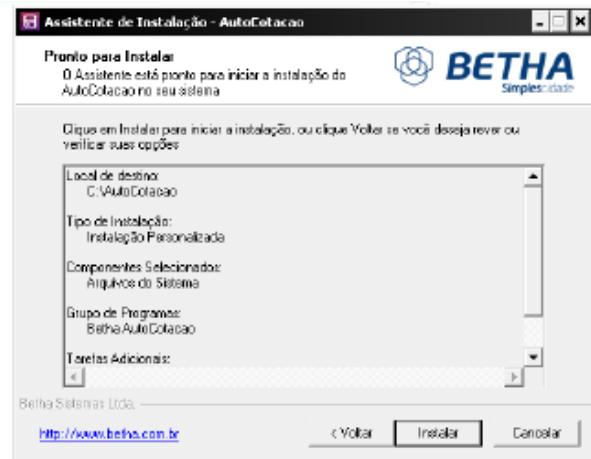 Assistente de Instalação - AutoCotacao
Pronto para Instalar
O Assistente está pronto para iniciar a instalação do
AutoCotacao no seu sistema
BETHA
Simplescidade
Clique em Instalar para iniciar a instalação, ou clique Voltar se você deseja rever ou
verificar suas opções
Local de destino:
C:\AutoCotacao
Tipo de Instalação:
Instalação Personalizada
Componentes Selecionados:
Arquivos do Sistema
Grupo de Programas:
Betha AutoCotacao
Tarefas Adicionais:
Betha Sistemas Ltda.
http://www.betha.com.br
< Voltar
Instalar
Cancelar